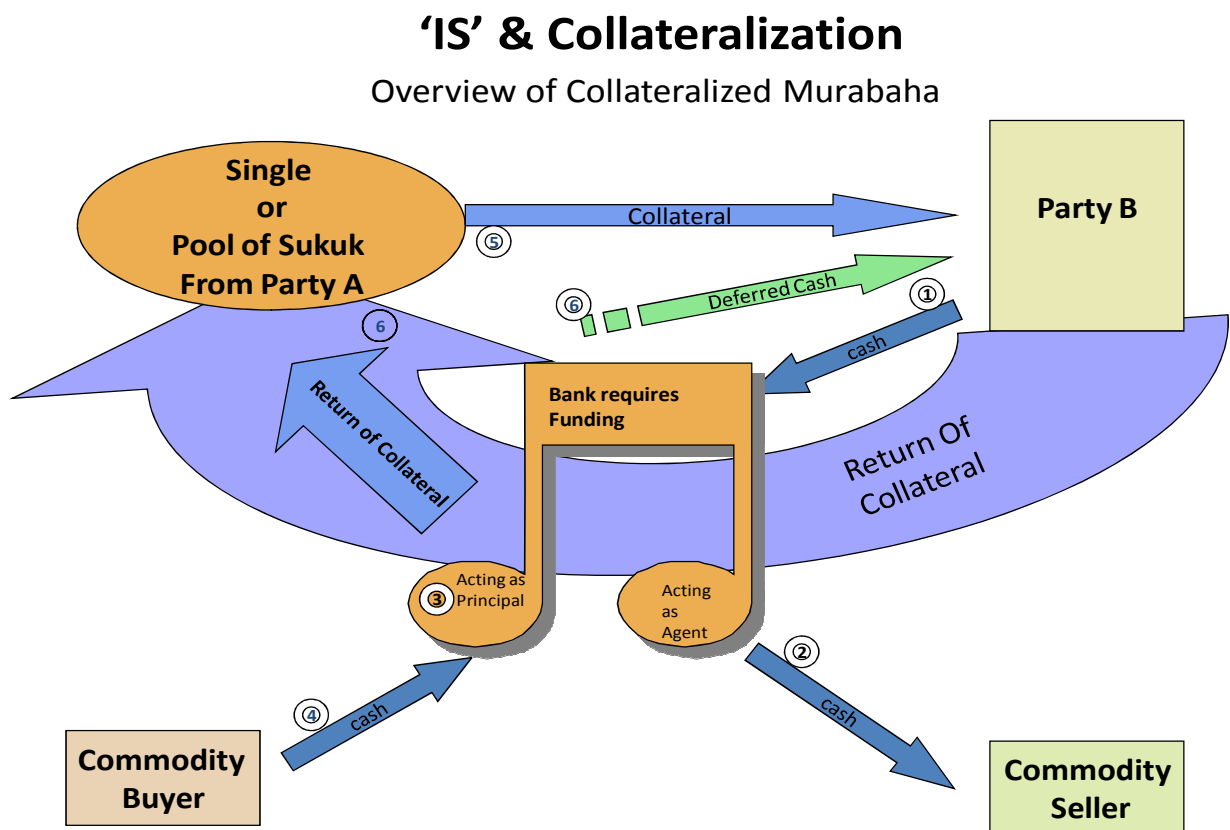 ‘IS’ & Collateralization
Overview of Collateralized Murabaha
Single
or
Pool of Sukuk
From Party A
Collateral
⑤
Party B
⑥
Deferred Cash
①
cash
⑥
Return of Collateral
Bank requires
Funding
Return Of
Collateral
③
Acting as
Principal
Acting
as
Agent
②
cash
④
cash
Commodity
Buyer
Commodity
Seller